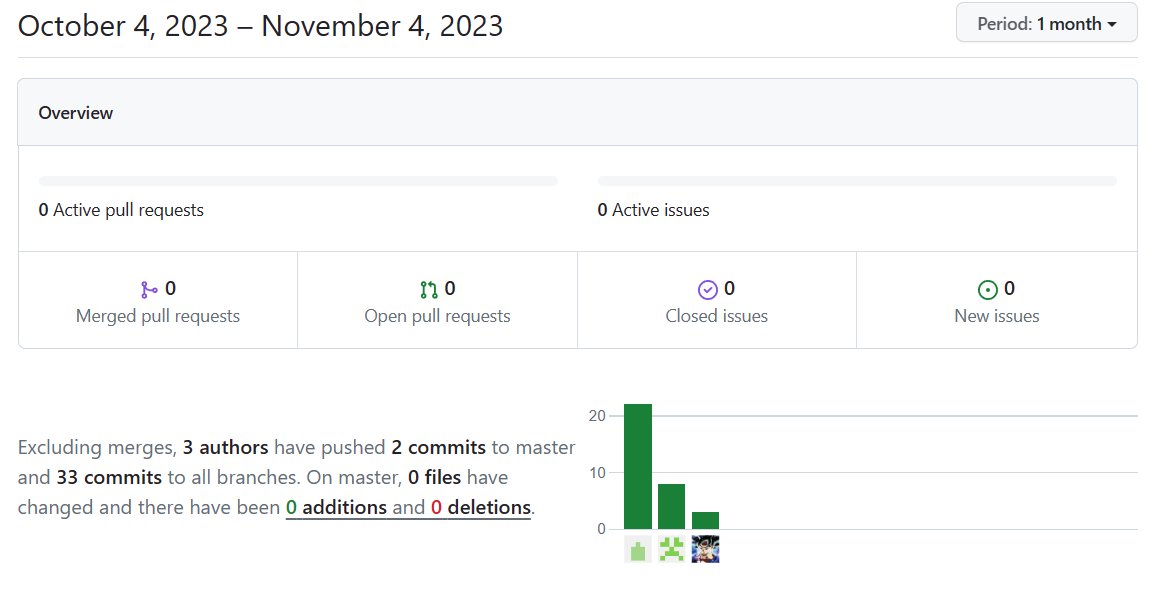 October 4, 2023 – November 4, 2023
Period: 1 month
Overview
0 Active pull requests
0 Active issues
0
Merged pull requests
0
Open pull requests
0
Closed issues
0
New issues
Excluding merges, 3 authors have pushed 2 commits to master
and 33 commits to all branches. On master, 0 files have
changed and there have been 0 additions and 0 deletions.
20
10
0